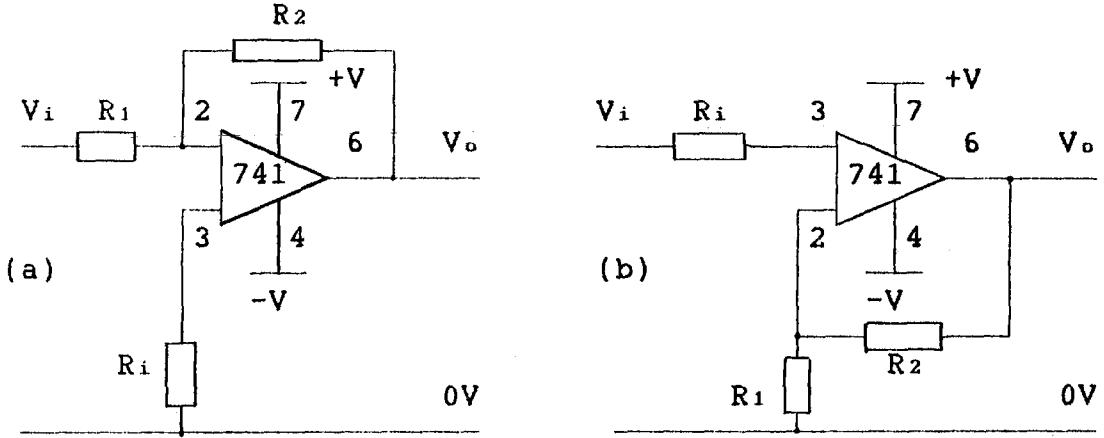 R2
+V
Vi R1 2 7 6 Vo
741
3 4
(a)
-V
Ri
0V
+V
Vi Ri 3 7 6 Vo
741
2 4
(b)
-V
R2
R1
0V